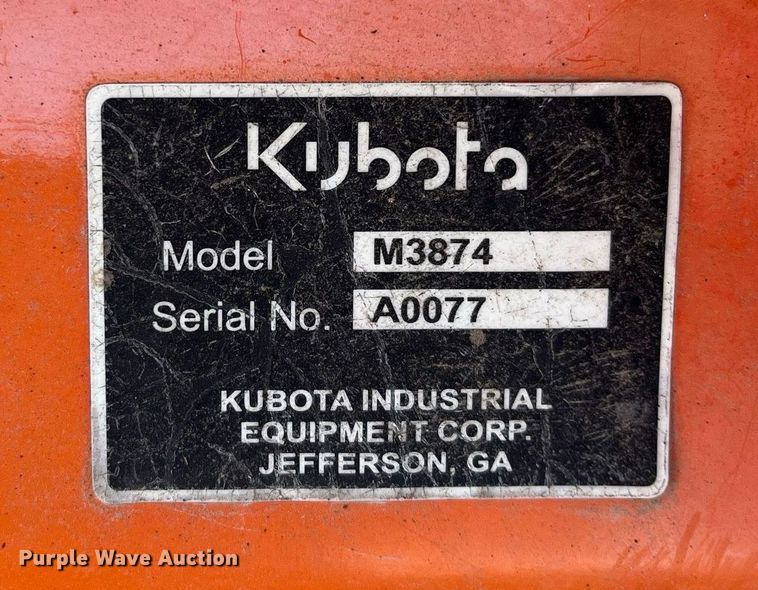 Kubota
Model M3874
Serial No. A0077
KUBOTA INDUSTRIAL
EQUIPMENT CORP.
JEFFERSON, GA
Purple Wave Auction